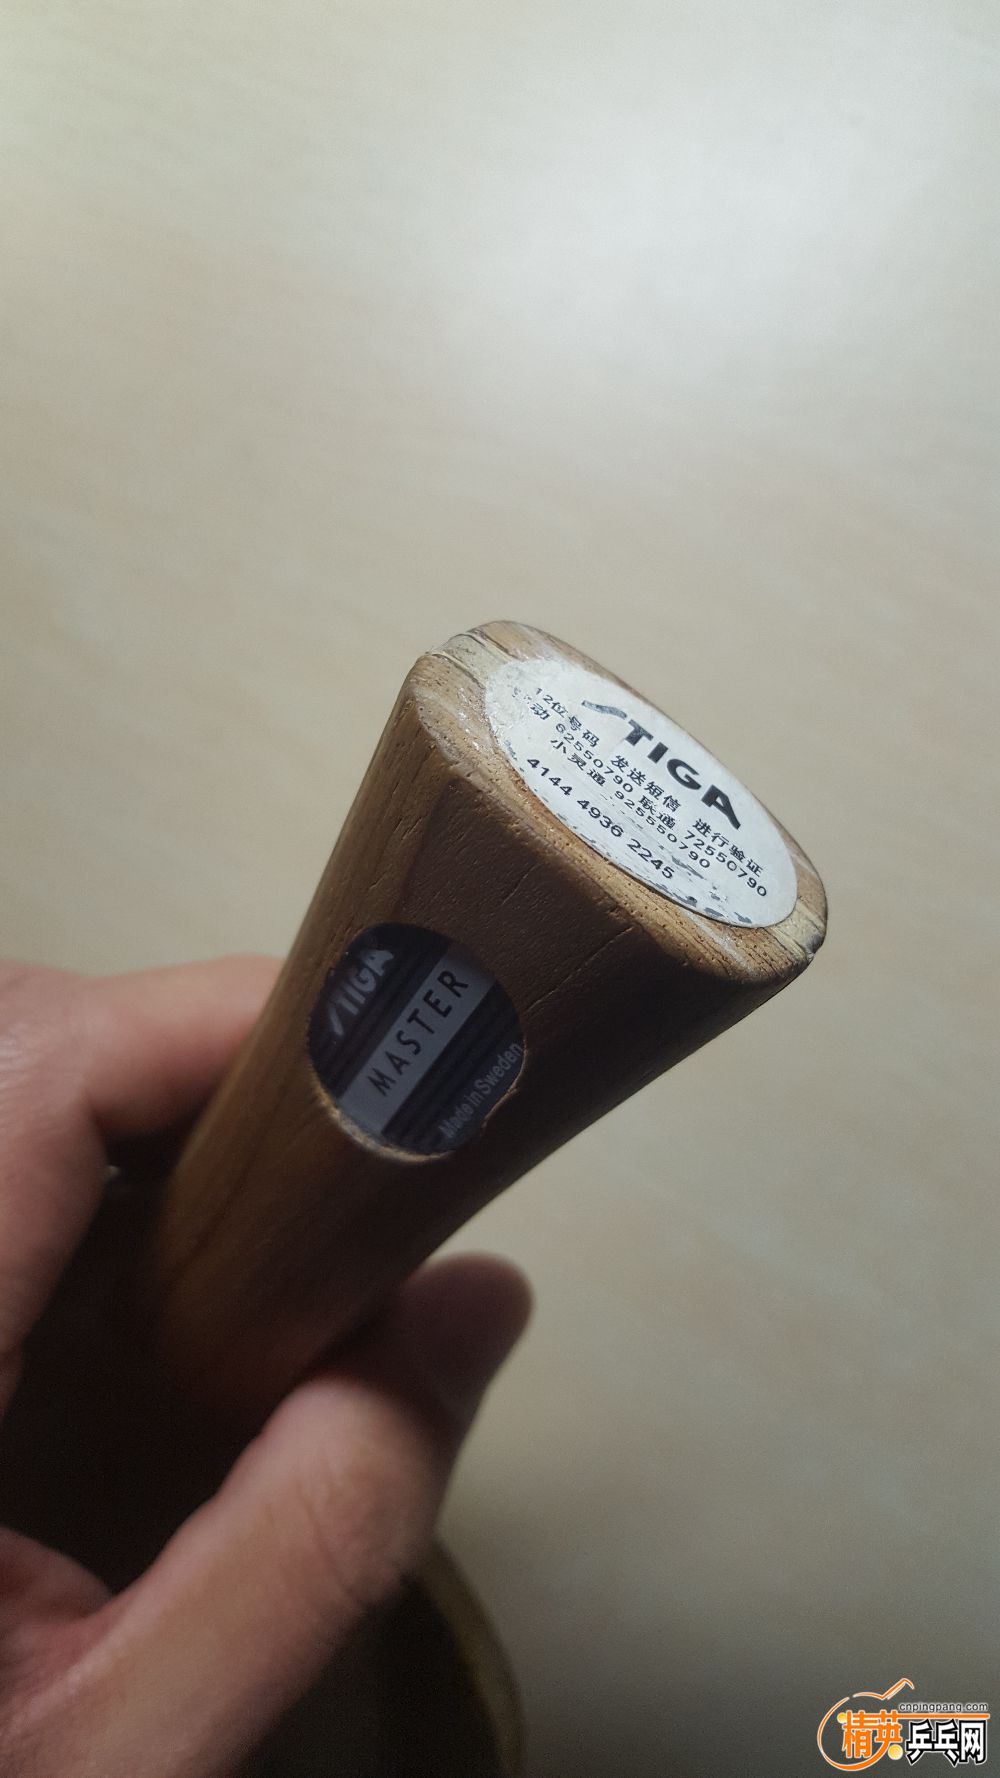 STIGA
12位号码 发送短信 进行验证
移动 62550790 联通 72550790
小灵通 925550790
4144 4936 2245
STIGA
MASTER
Made in Sweden
cnpingpang.com
精英乒乓网